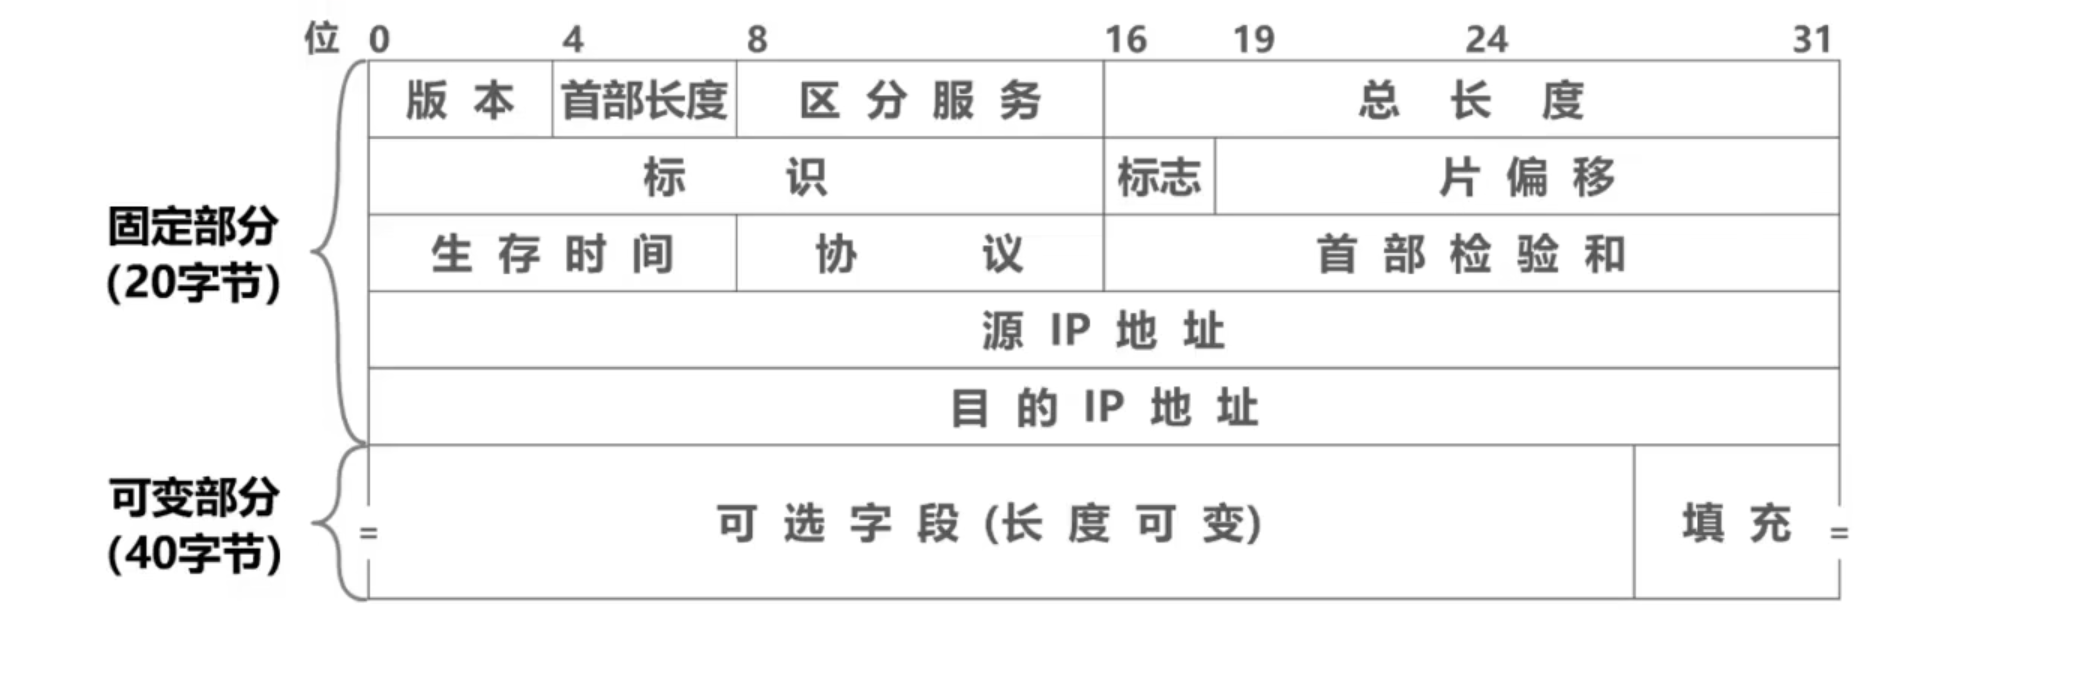 位 0 4 8 16 19 24 31
版本 首部长度 区分服务 总长度
标识 标志 片偏移
固定部分
(20字节)
生存时间 协议 首部检验和
源 IP 地址
目的 IP 地址
可变部分
(40字节)
= 可选字段 (长度可变) 填充 =